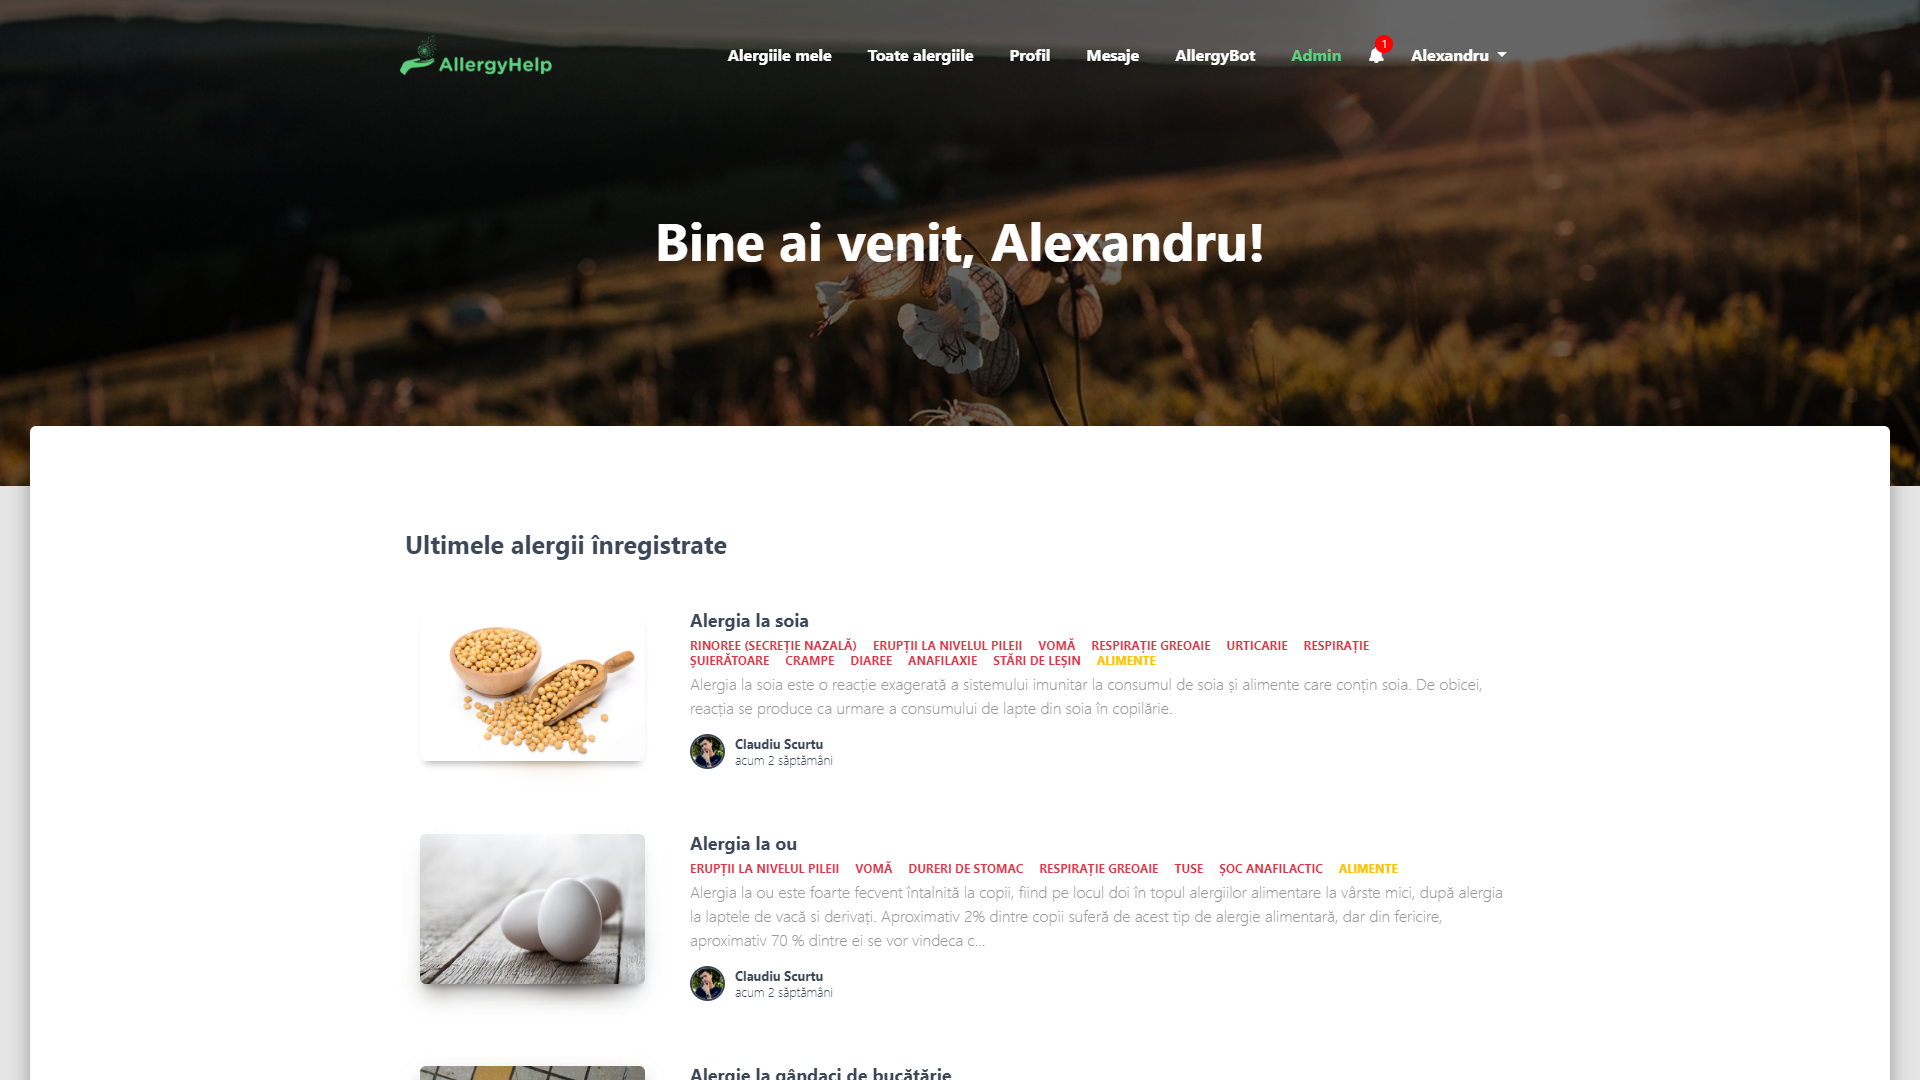 AllergyHelp
Alergiile mele Toate alergiile Profil Mesaje AllergyBot Admin 1 Alexandru
Bine ai venit, Alexandru!
Ultimele alergii înregistrate
Alergia la soia
RINOREE (SECREȚIE NAZALĂ) ERUPȚII LA NIVELUL PILEII VOMĂ RESPIRAȚIE GREOAIE URTICARIE RESPIRAȚIE
ȘUIERĂTOARE CRAMPE DIAREE ANAFILAXIE STĂRI DE LEȘIN ALIMENTE
Alergia la soia este o reacție exagerată a sistemului imunitar la consumul de soia și alimente care conțin soia. De obicei,
reacția se produce ca urmare a consumului de lapte din soia în copilărie.
Claudiu Scurtu
acum 2 săptămâni
Alergia la ou
ERUPȚII LA NIVELUL PILEII VOMĂ DURERI DE STOMAC RESPIRAȚIE GREOAIE TUSE ȘOC ANAFILACTIC ALIMENTE
Alergia la ou este foarte fecvent întalnită la copii, fiind pe locul doi în topul alergiilor alimentare la vârste mici, după alergia
la laptele de vacă si derivați. Aproximativ 2% dintre copii suferă de acest tip de alergie alimentară, dar din fericire,
aproximativ 70 % dintre ei se vor vindeca c...
Claudiu Scurtu
acum 2 săptămâni
Alergie la gândaci de bucătărie